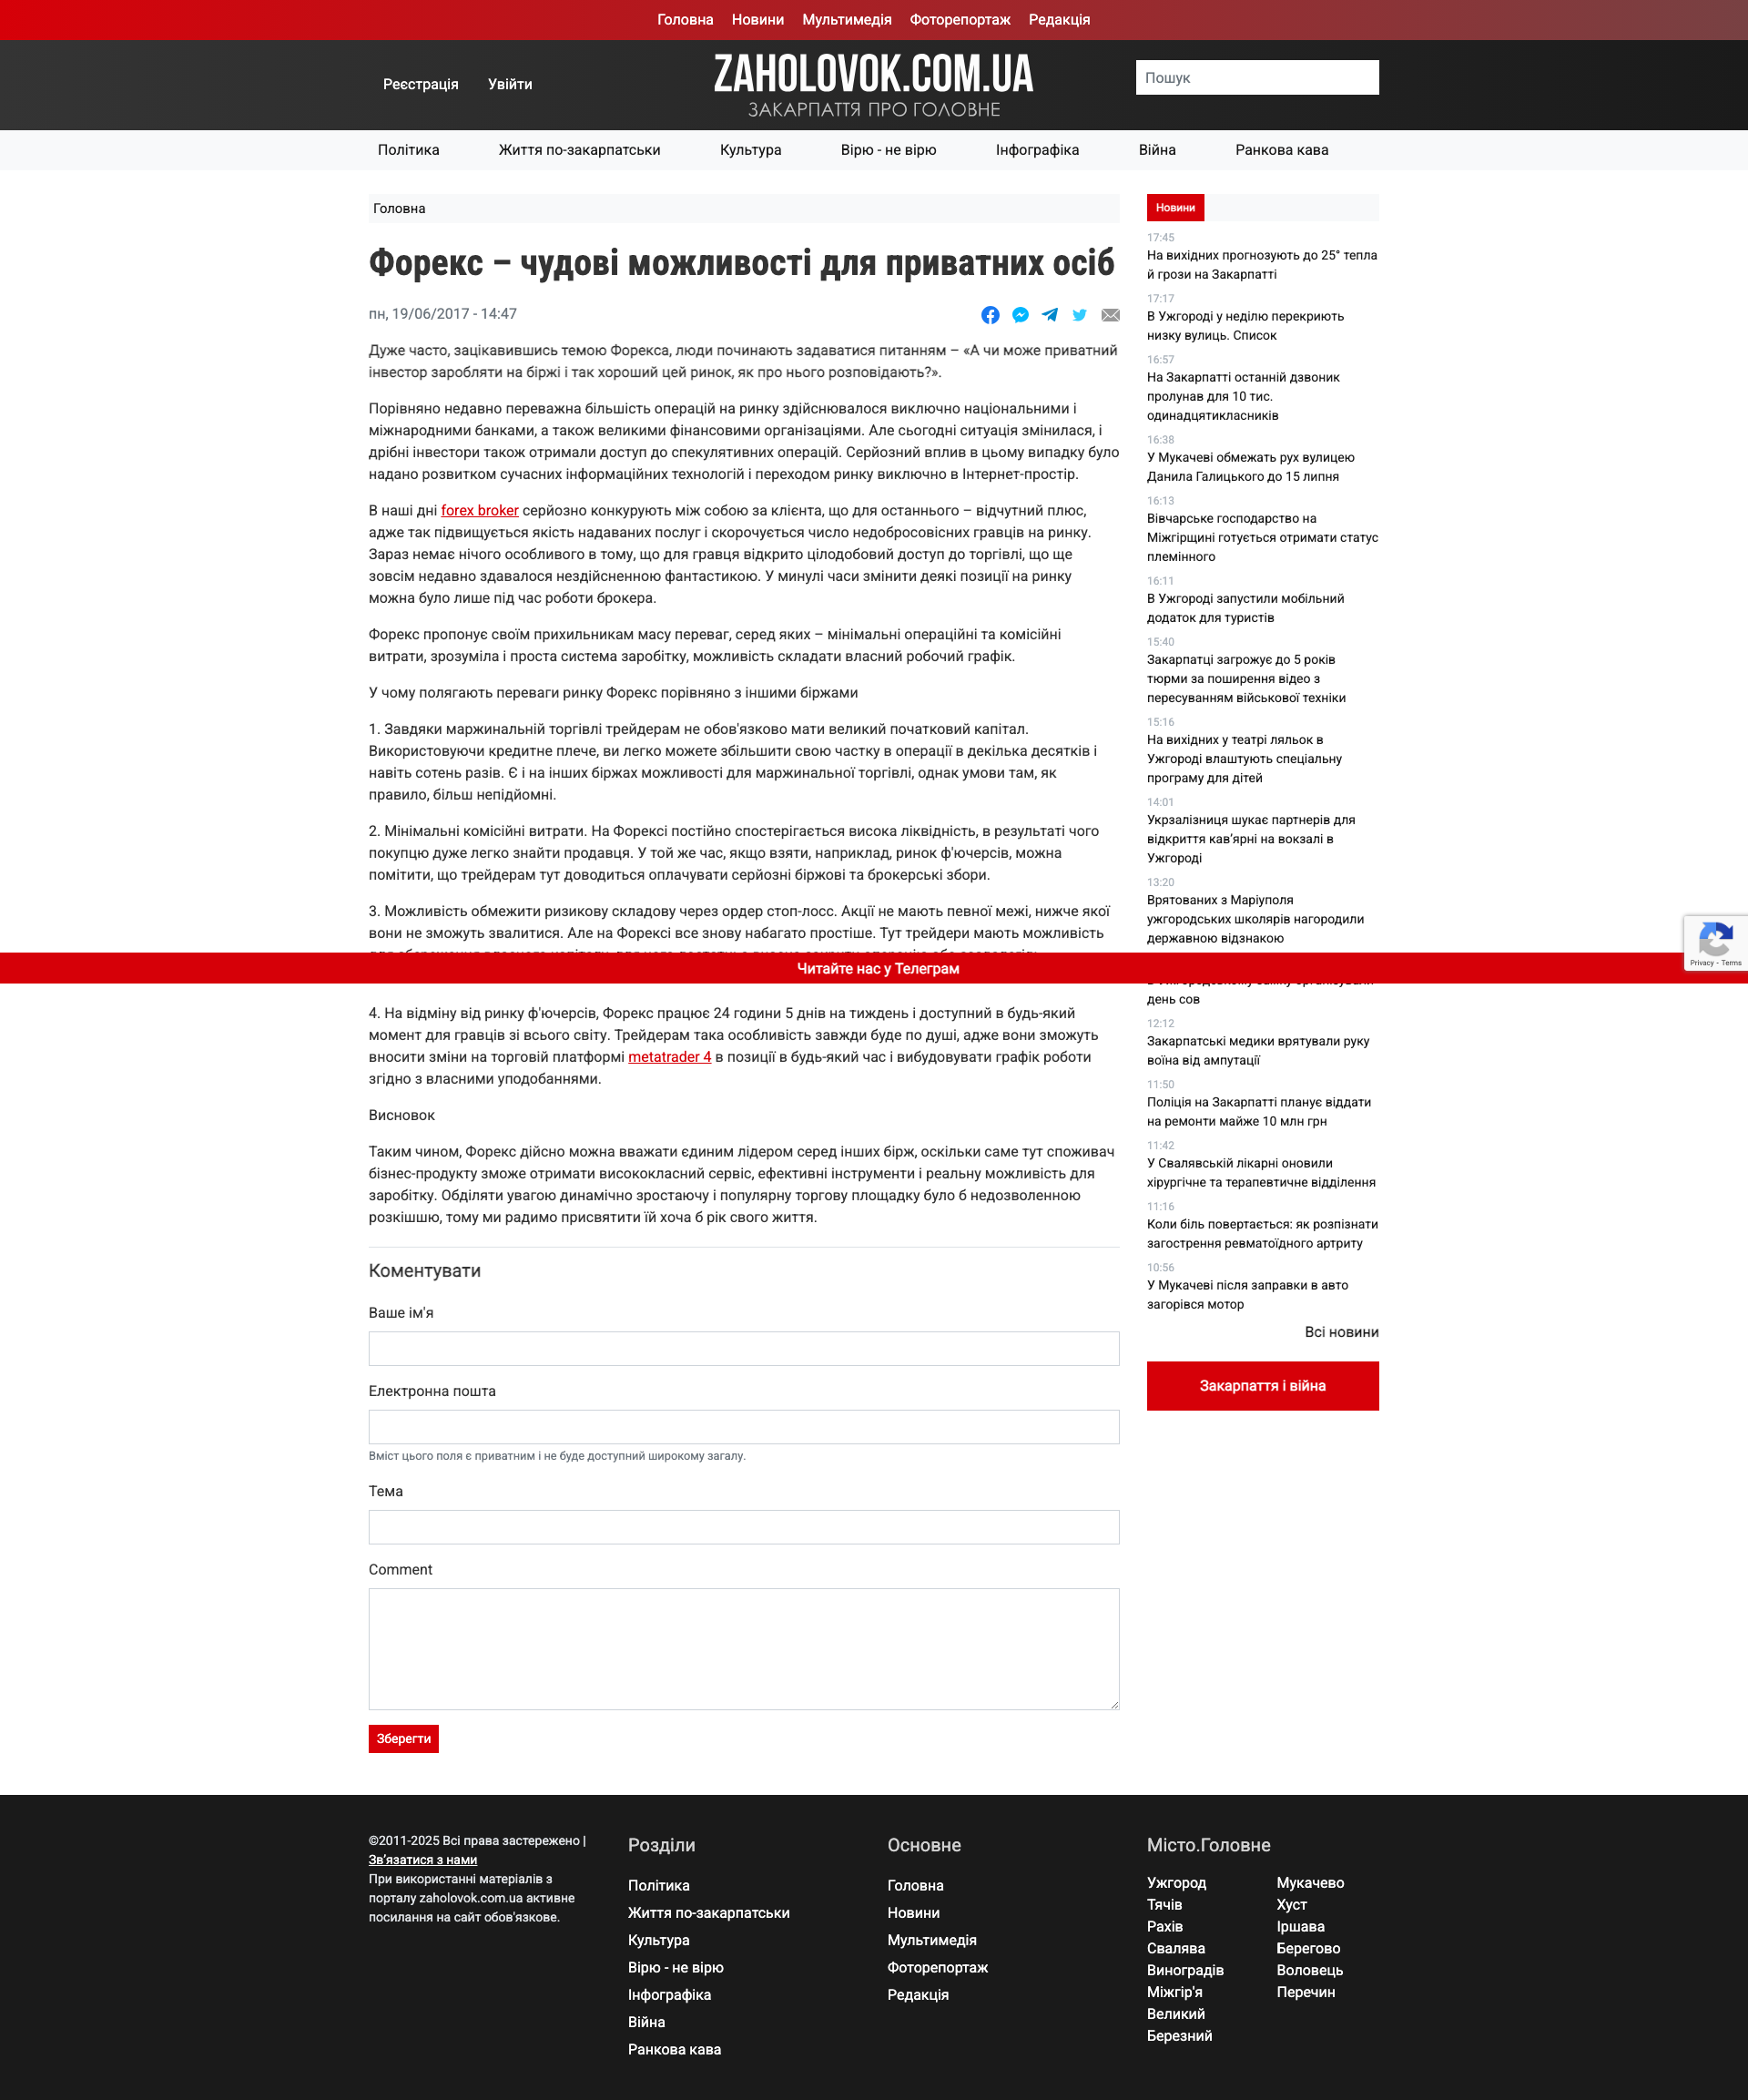 Головна Новини Мультимедія Фоторепортаж Редакція
Реєстрація Увійти
ZAHOLOVOK.COM.UA
ЗАКАРПАТТЯ ПРО ГОЛОВНЕ
Пошук
Політика Життя по-закарпатськи Культура Вірю - не вірю Інфографіка Війна Ранкова кава
Головна
Форекс – чудові можливості для приватних осіб
пн, 19/06/2017 - 14:47
Дуже часто, зацікавившись темою Форекса, люди починають задаватися питанням – «А чи може приватний
інвестор заробляти на біржі і так хороший цей ринок, як про нього розповідають?».
Порівняно недавно переважна більшість операцій на ринку здійснювалося виключно національними і
міжнародними банками, а також великими фінансовими організаціями. Але сьогодні ситуація змінилася, і
дрібні інвестори також отримали доступ до спекулятивних операцій. Серйозний вплив в цьому випадку було
надано розвитком сучасних інформаційних технологій і переходом ринку виключно в Інтернет-простір.
В наші дні forex broker серйозно конкурують між собою за клієнта, що для останнього – відчутний плюс,
адже так підвищується якість надаваних послуг і скорочується число недобросовісних гравців на ринку.
Зараз немає нічого особливого в тому, що для гравця відкрито цілодобовий доступ до торгівлі, що ще
зовсім недавно здавалося нездійсненною фантастикою. У минулі часи змінити деякі позиції на ринку
можна було лише під час роботи брокера.
Форекс пропонує своїм прихильникам масу переваг, серед яких – мінімальні операційні та комісійні
витрати, зрозуміла і проста система заробітку, можливість складати власний робочий графік.
У чому полягають переваги ринку Форекс порівняно з іншими біржами
1. Завдяки маржинальній торгівлі трейдерам не обов'язково мати великий початковий капітал.
Використовуючи кредитне плече, ви легко можете збільшити свою частку в операції в декілька десятків і
навіть сотень разів. Є і на інших біржах можливості для маржинальної торгівлі, однак умови там, як
правило, більш непідйомні.
2. Мінімальні комісійні витрати. На Форексі постійно спостерігається висока ліквідність, в результаті чого
покупцю дуже легко знайти продавця. У той же час, якщо взяти, наприклад, ринок ф'ючерсів, можна
помітити, що трейдерам тут доводиться оплачувати серйозні біржові та брокерські збори.
3. Можливість обмежити ризикову складову через ордер стоп-лосс. Акції не мають певної межі, нижче якої
вони не зможуть звалитися. Але на Форексі все знову набагато простіше. Тут трейдери мають можливість
Читайте нас у Телеграм
4. На відміну від ринку ф'ючерсів, Форекс працює 24 години 5 днів на тиждень і доступний в будь-який
момент для гравців зі всього світу. Трейдерам така особливість завжди буде по душі, адже вони зможуть
вносити зміни на торговій платформі metatrader 4 в позиції в будь-який час і вибудовувати графік роботи
згідно з власними уподобаннями.
Висновок
Таким чином, Форекс дійсно можна вважати єдиним лідером серед інших бірж, оскільки саме тут споживач
бізнес-продукту зможе отримати висококласний сервіс, ефективні інструменти і реальну можливість для
заробітку. Обділяти увагою динамічно зростаючу і популярну торгову площадку було б недозволенною
розкішшю, тому ми радимо присвятити їй хоча б рік свого життя.
Коментувати
Ваше ім'я
Електронна пошта
Вміст цього поля є приватним і не буде доступний широкому загалу.
Тема
Comment
Зберегти
Новини
17:45
На вихідних прогнозують до 25° тепла
й грози на Закарпатті
17:17
В Ужгороді у неділю перекриють
низку вулиць. Список
16:57
На Закарпатті останній дзвоник
пролунав для 10 тис.
одинадцятикласників
16:38
У Мукачеві обмежать рух вулицею
Данила Галицького до 15 липня
16:13
Вівчарське господарство на
Міжгірщині готується отримати статус
племінного
16:11
В Ужгороді запустили мобільний
додаток для туристів
15:40
Закарпатці загрожує до 5 років
тюрми за поширення відео з
пересуванням військової техніки
15:16
На вихідних у театрі ляльок в
Ужгороді влаштують спеціальну
програму для дітей
14:01
Укрзалізниця шукає партнерів для
відкриття кав’ярні на вокзалі в
Ужгороді
13:20
Врятованих з Маріуполя
ужгородських школярів нагородили
державною відзнакою
день сов
12:12
Закарпатські медики врятували руку
воїна від ампутації
11:50
Поліція на Закарпатті планує віддати
на ремонти майже 10 млн грн
11:42
У Свалявській лікарні оновили
хірургічне та терапевтичне відділення
11:16
Коли біль повертається: як розпізнати
загострення ревматоїдного артриту
10:56
У Мукачеві після заправки в авто
загорівся мотор
Всі новини
Закарпаття і війна
Privacy - Terms
©2011-2025 Всі права застережено |
Зв’язатися з нами
При використанні матеріалів з
порталу zaholovok.com.ua активне
посилання на сайт обов'язкове.
Розділи
Політика
Життя по-закарпатськи
Культура
Вірю - не вірю
Інфографіка
Війна
Ранкова кава
Основне
Головна
Новини
Мультимедія
Фоторепортаж
Редакція
Місто.Головне
Ужгород
Тячів
Рахів
Свалява
Виноградів
Міжгір'я
Великий
Березний
Мукачево
Хуст
Іршава
Берегово
Воловець
Перечин